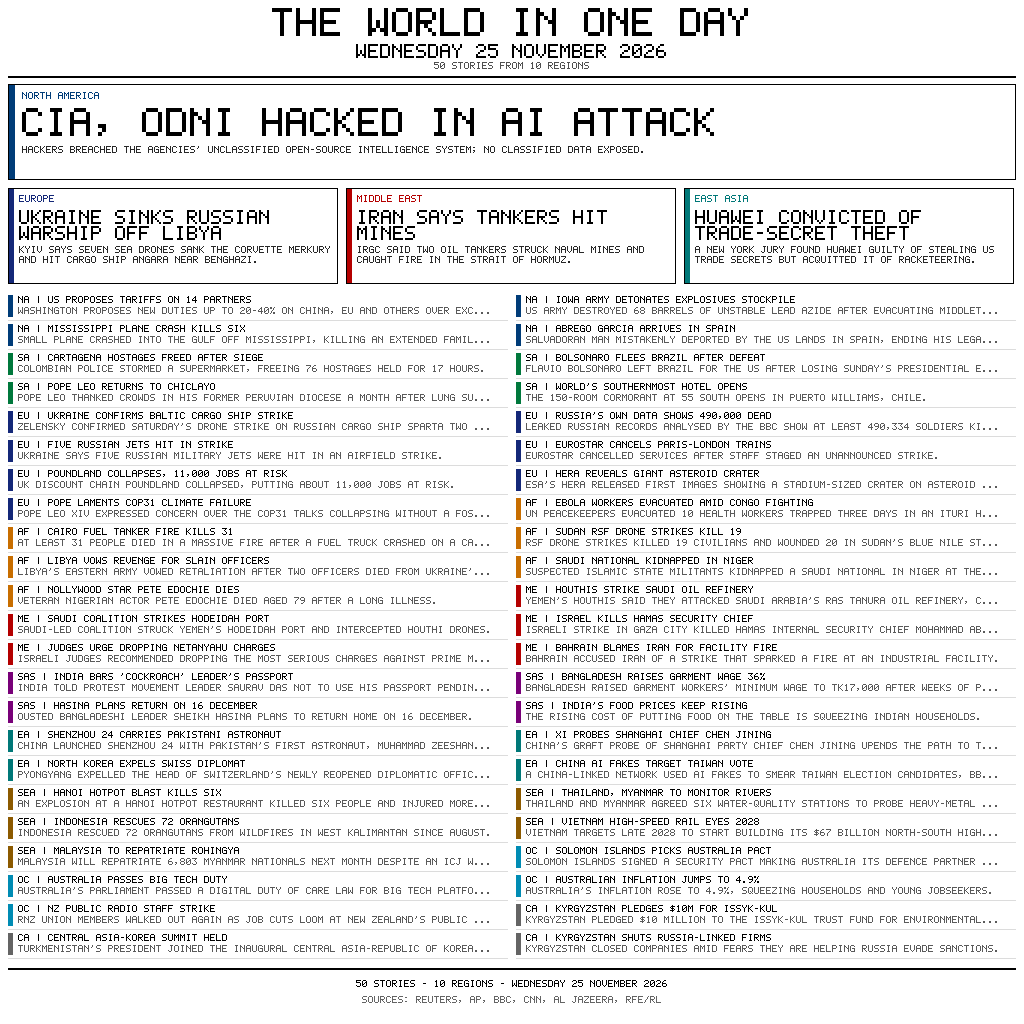 THE WORLD IN ONE DAY
WEDNESDAY 25 NOVEMBER 2026
50 STORIES FROM 10 REGIONS
NORTH AMERICA
CIA, ODNI HACKED IN AI ATTACK
HACKERS BREACHED THE AGENCIES' UNCLASSIFIED OPEN-SOURCE INTELLIGENCE SYSTEM; NO CLASSIFIED DATA EXPOSED.
EUROPE
UKRAINE SINKS RUSSIAN
WARSHIP OFF LIBYA
KYIV SAYS SEVEN SEA DRONES SANK THE CORVETTE MERKURY
AND HIT CARGO SHIP ANGARA NEAR BENGHAZI.
MIDDLE EAST
IRAN SAYS TANKERS HIT
MINES
IRGC SAID TWO OIL TANKERS STRUCK NAVAL MINES AND
CAUGHT FIRE IN THE STRAIT OF HORMUZ.
EAST ASIA
HUAWEI CONVICTED OF
TRADE-SECRET THEFT
A NEW YORK JURY FOUND HUAWEI GUILTY OF STEALING US
TRADE SECRETS BUT ACQUITTED IT OF RACKETEERING.
NA | US PROPOSES TARIFFS ON 14 PARTNERS
WASHINGTON PROPOSES NEW DUTIES UP TO 20-40% ON CHINA, EU AND OTHERS OVER EXC...
NA | IOWA ARMY DETONATES EXPLOSIVES STOCKPILE
US ARMY DESTROYED 68 BARRELS OF UNSTABLE LEAD AZIDE AFTER EVACUATING MIDDLET...
NA | MISSISSIPPI PLANE CRASH KILLS SIX
SMALL PLANE CRASHED INTO THE GULF OFF MISSISSIPPI, KILLING AN EXTENDED FAMIL...
NA | ABREGO GARCIA ARRIVES IN SPAIN
SALVADORAN MAN MISTAKENLY DEPORTED BY THE US LANDS IN SPAIN, ENDING HIS LEGA...
SA | CARTAGENA HOSTAGES FREED AFTER SIEGE
COLOMBIAN POLICE STORMED A SUPERMARKET, FREEING 76 HOSTAGES HELD FOR 17 HOURS.
SA | BOLSONARO FLEES BRAZIL AFTER DEFEAT
FLAVIO BOLSONARO LEFT BRAZIL FOR THE US AFTER LOSING SUNDAY'S PRESIDENTIAL E...
SA | POPE LEO RETURNS TO CHICLAYO
POPE LEO THANKED CROWDS IN HIS FORMER PERUVIAN DIOCESE A MONTH AFTER LUNG SU...
SA | WORLD'S SOUTHERNMOST HOTEL OPENS
THE 150-ROOM CORMORANT AT 55 SOUTH OPENS IN PUERTO WILLIAMS, CHILE.
EU | UKRAINE CONFIRMS BALTIC CARGO SHIP STRIKE
ZELENSKY CONFIRMED SATURDAY'S DRONE STRIKE ON RUSSIAN CARGO SHIP SPARTA TWO ...
EU | RUSSIA'S OWN DATA SHOWS 490,000 DEAD
LEAKED RUSSIAN RECORDS ANALYSED BY THE BBC SHOW AT LEAST 490,334 SOLDIERS KI...
EU | FIVE RUSSIAN JETS HIT IN STRIKE
UKRAINE SAYS FIVE RUSSIAN MILITARY JETS WERE HIT IN AN AIRFIELD STRIKE.
EU | EUROSTAR CANCELS PARIS-LONDON TRAINS
EUROSTAR CANCELLED SERVICES AFTER STAFF STAGED AN UNANNOUNCED STRIKE.
EU | POUNDLAND COLLAPSES, 11,000 JOBS AT RISK
UK DISCOUNT CHAIN POUNDLAND COLLAPSED, PUTTING ABOUT 11,000 JOBS AT RISK.
EU | HERA REVEALS GIANT ASTEROID CRATER
ESA'S HERA RELEASED FIRST IMAGES SHOWING A STADIUM-SIZED CRATER ON ASTEROID ...
EU | POPE LAMENTS COP31 CLIMATE FAILURE
POPE LEO XIV EXPRESSED CONCERN OVER THE COP31 TALKS COLLAPSING WITHOUT A FOS...
AF | EBOLA WORKERS EVACUATED AMID CONGO FIGHTING
UN PEACEKEEPERS EVACUATED 10 HEALTH WORKERS TRAPPED THREE DAYS IN AN ITURI H...
AF | CAIRO FUEL TANKER FIRE KILLS 31
AT LEAST 31 PEOPLE DIED IN A MASSIVE FIRE AFTER A FUEL TRUCK CRASHED ON A CA...
AF | SUDAN RSF DRONE STRIKES KILL 19
RSF DRONE STRIKES KILLED 19 CIVILIANS AND WOUNDED 20 IN SUDAN'S BLUE NILE ST...
AF | LIBYA VOWS REVENGE FOR SLAIN OFFICERS
LIBYA'S EASTERN ARMY VOWED RETALIATION AFTER TWO OFFICERS DIED FROM UKRAINE'...
AF | SAUDI NATIONAL KIDNAPPED IN NIGER
SUSPECTED ISLAMIC STATE MILITANTS KIDNAPPED A SAUDI NATIONAL IN NIGER AT THE...
AF | NOLLYWOOD STAR PETE EDOCHIE DIES
VETERAN NIGERIAN ACTOR PETE EDOCHIE DIED AGED 79 AFTER A LONG ILLNESS.
ME | HOUTHIS STRIKE SAUDI OIL REFINERY
YEMEN'S HOUTHIS SAID THEY ATTACKED SAUDI ARABIA'S RAS TANURA OIL REFINERY, C...
ME | SAUDI COALITION STRIKES HODEIDAH PORT
SAUDI-LED COALITION STRUCK YEMEN'S HODEIDAH PORT AND INTERCEPTED HOUTHI DRONES.
ME | ISRAEL KILLS HAMAS SECURITY CHIEF
ISRAELI STRIKE IN GAZA CITY KILLED HAMAS INTERNAL SECURITY CHIEF MOHAMMAD AB...
ME | JUDGES URGE DROPPING NETANYAHU CHARGES
ISRAELI JUDGES RECOMMENDED DROPPING THE MOST SERIOUS CHARGES AGAINST PRIME M...
ME | BAHRAIN BLAMES IRAN FOR FACILITY FIRE
BAHRAIN ACCUSED IRAN OF A STRIKE THAT SPARKED A FIRE AT AN INDUSTRIAL FACILITY.
SAS | INDIA BARS 'COCKROACH' LEADER'S PASSPORT
INDIA TOLD PROTEST MOVEMENT LEADER SAURAV DAS NOT TO USE HIS PASSPORT PENDIN...
SAS | BANGLADESH RAISES GARMENT WAGE 36%
BANGLADESH RAISED GARMENT WORKERS' MINIMUM WAGE TO TK17,000 AFTER WEEKS OF P...
SAS | HASINA PLANS RETURN ON 16 DECEMBER
OUSTED BANGLADESHI LEADER SHEIKH HASINA PLANS TO RETURN HOME ON 16 DECEMBER.
SAS | INDIA'S FOOD PRICES KEEP RISING
THE RISING COST OF PUTTING FOOD ON THE TABLE IS SQUEEZING INDIAN HOUSEHOLDS.
EA | SHENZHOU 24 CARRIES PAKISTANI ASTRONAUT
CHINA LAUNCHED SHENZHOU 24 WITH PAKISTAN'S FIRST ASTRONAUT, MUHAMMAD ZEESHAN...
EA | XI PROBES SHANGHAI CHIEF CHEN JINING
CHINA'S GRAFT PROBE OF SHANGHAI PARTY CHIEF CHEN JINING UPENDS THE PATH TO T...
EA | NORTH KOREA EXPELS SWISS DIPLOMAT
PYONGYANG EXPELLED THE HEAD OF SWITZERLAND'S NEWLY REOPENED DIPLOMATIC OFFIC...
EA | CHINA AI FAKES TARGET TAIWAN VOTE
A CHINA-LINKED NETWORK USED AI FAKES TO SMEAR TAIWAN ELECTION CANDIDATES, BB...
SEA | HANOI HOTPOT BLAST KILLS SIX
AN EXPLOSION AT A HANOI HOTPOT RESTAURANT KILLED SIX PEOPLE AND INJURED MORE...
SEA | THAILAND, MYANMAR TO MONITOR RIVERS
THAILAND AND MYANMAR AGREED SIX WATER-QUALITY STATIONS TO PROBE HEAVY-METAL ...
SEA | INDONESIA RESCUES 72 ORANGUTANS
INDONESIA RESCUED 72 ORANGUTANS FROM WILDFIRES IN WEST KALIMANTAN SINCE AUGUST.
SEA | VIETNAM HIGH-SPEED RAIL EYES 2028
VIETNAM TARGETS LATE 2028 TO START BUILDING ITS $67 BILLION NORTH-SOUTH HIGH...
SEA | MALAYSIA TO REPATRIATE ROHINGYA
MALAYSIA WILL REPATRIATE 6,803 MYANMAR NATIONALS NEXT MONTH DESPITE AN ICJ W...
OC | SOLOMON ISLANDS PICKS AUSTRALIA PACT
SOLOMON ISLANDS SIGNED A SECURITY PACT MAKING AUSTRALIA ITS DEFENCE PARTNER ...
OC | AUSTRALIA PASSES BIG TECH DUTY
AUSTRALIA'S PARLIAMENT PASSED A DIGITAL DUTY OF CARE LAW FOR BIG TECH PLATFO...
OC | AUSTRALIAN INFLATION JUMPS TO 4.9%
AUSTRALIA'S INFLATION ROSE TO 4.9%, SQUEEZING HOUSEHOLDS AND YOUNG JOBSEEKERS.
OC | NZ PUBLIC RADIO STAFF STRIKE
RNZ UNION MEMBERS WALKED OUT AGAIN AS JOB CUTS LOOM AT NEW ZEALAND'S PUBLIC ...
CA | KYRGYZSTAN PLEDGES $10M FOR ISSYK-KUL
KYRGYZSTAN PLEDGED $10 MILLION TO THE ISSYK-KUL TRUST FUND FOR ENVIRONMENTAL...
CA | CENTRAL ASIA-KOREA SUMMIT HELD
TURKMENISTAN'S PRESIDENT JOINED THE INAUGURAL CENTRAL ASIA-REPUBLIC OF KOREA...
CA | KYRGYZSTAN SHUTS RUSSIA-LINKED FIRMS
KYRGYZSTAN CLOSED COMPANIES AMID FEARS THEY ARE HELPING RUSSIA EVADE SANCTIONS.
50 STORIES - 10 REGIONS - WEDNESDAY 25 NOVEMBER 2026
SOURCES: REUTERS, AP, BBC, CNN, AL JAZEERA, RFE/RL